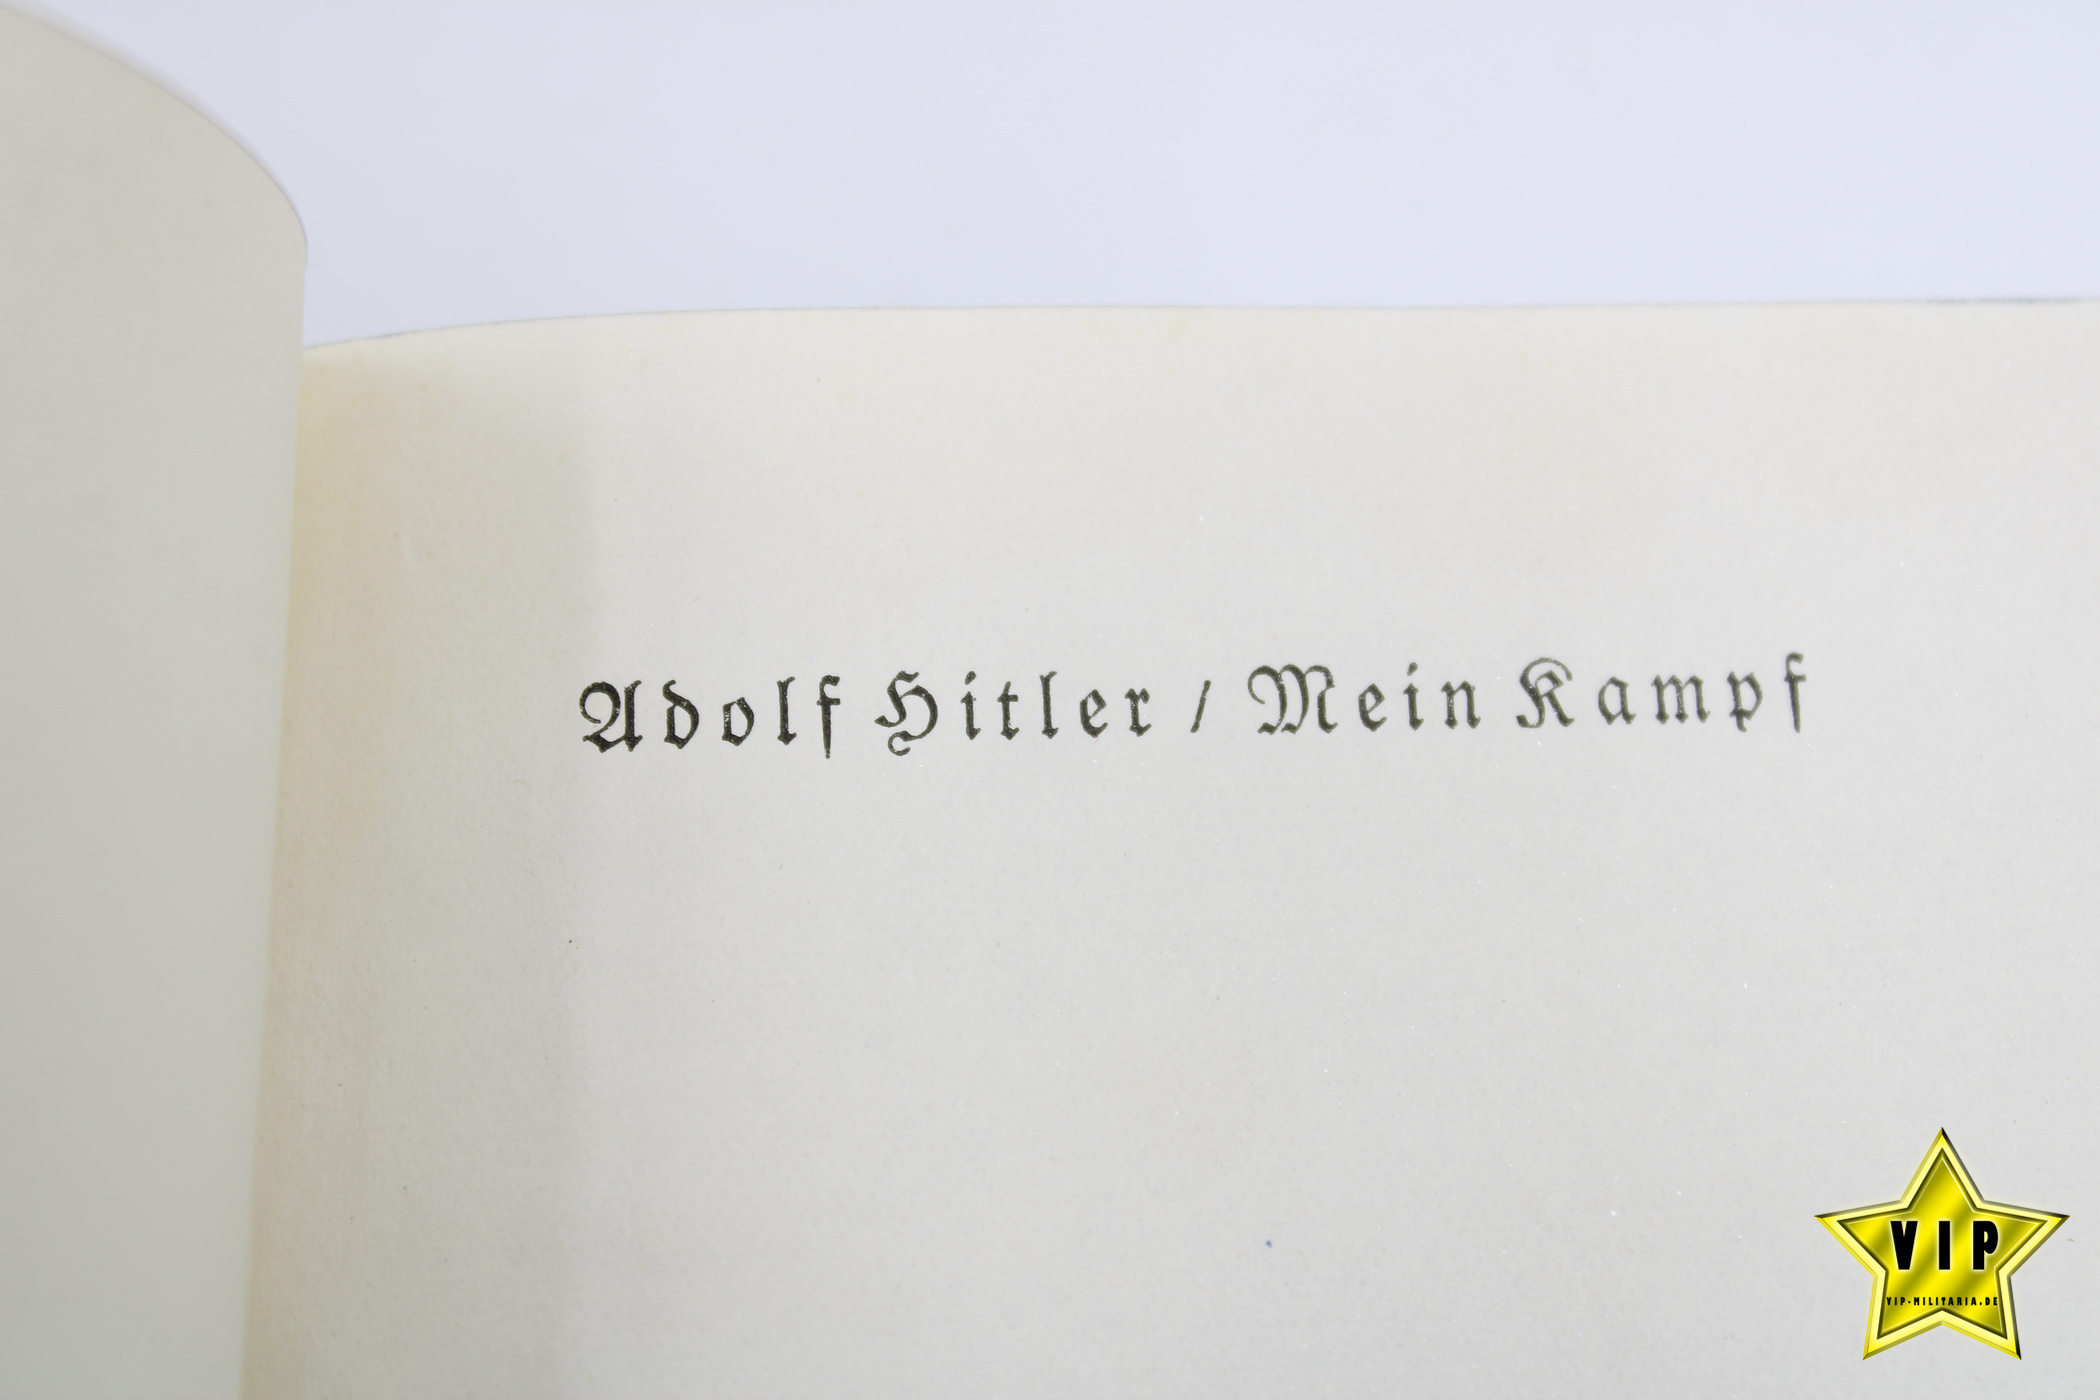 Adolf Hitler / Mein Kampf
VIP
VIP-MILITARIA.DE